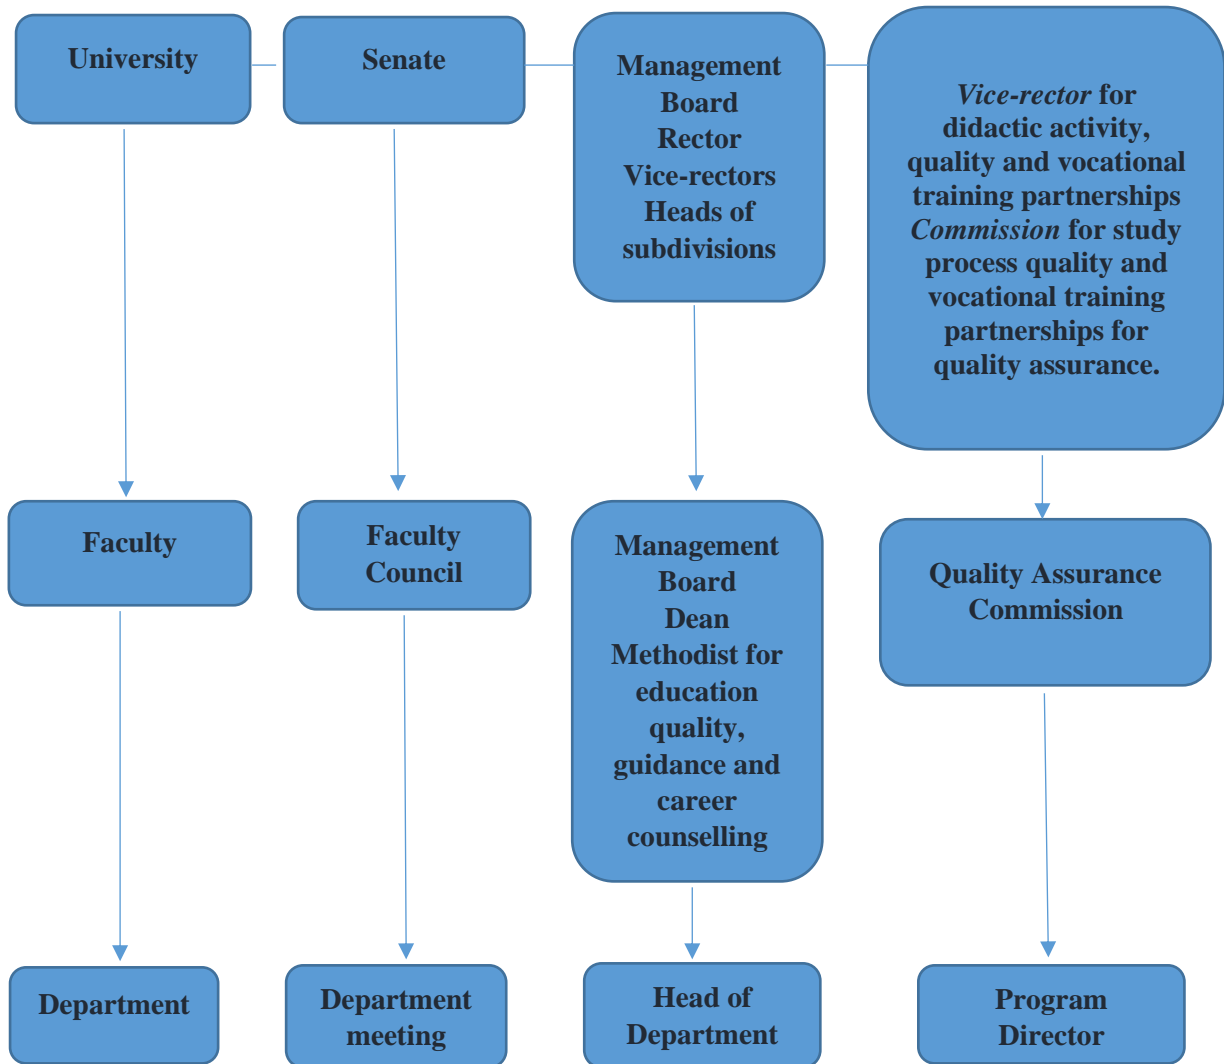 University
Senate
Management
Board
Rector
Vice-rectors
Heads of
subdivisions
Vice-rector for
didactic activity,
quality and vocational
training partnerships
Commission for study
process quality and
vocational training
partnerships for
quality assurance.
Faculty
Faculty
Council
Management
Board
Dean
Methodist for
education
quality,
guidance and
career
counselling
Quality Assurance
Commission
Department
Department
meeting
Head of
Department
Program
Director